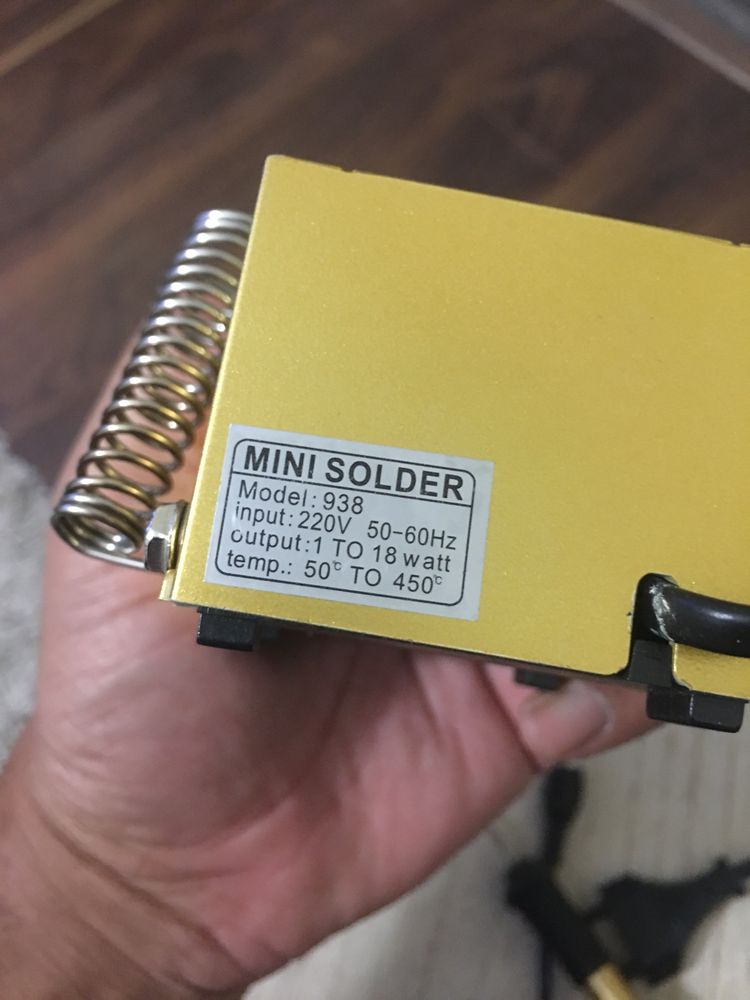 MINI SOLDER
Model: 938
input: 220V 50-60Hz
output: 1 TO 18 watt
temp.: 50℃ TO 450℃